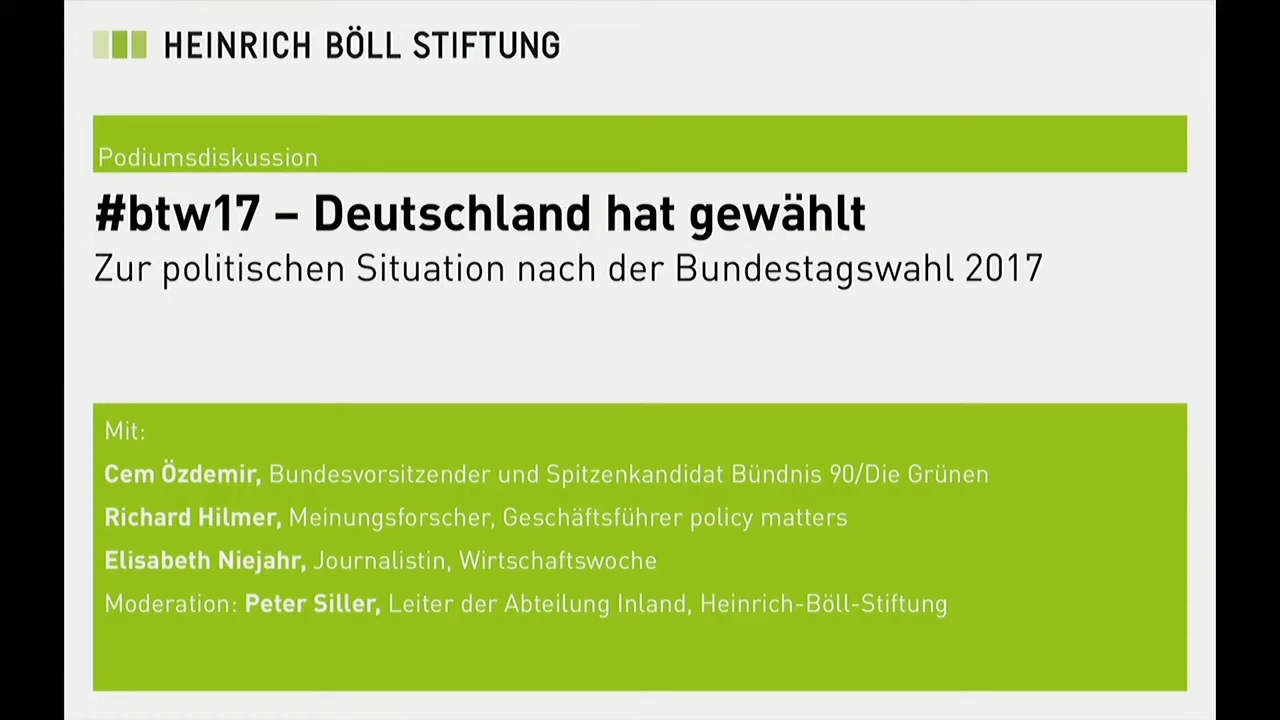 HEINRICH BÖLL STIFTUNG
Podiumsdiskussion
#btw17 – Deutschland hat gewählt
Zur politischen Situation nach der Bundestagswahl 2017
Mit:
Cem Özdemir, Bundesvorsitzender und Spitzenkandidat Bündnis 90/Die Grünen
Richard Hilmer, Meinungsforscher, Geschäftsführer policy matters
Elisabeth Niejahr, Journalistin, Wirtschaftswoche
Moderation: Peter Siller, Leiter der Abteilung Inland, Heinrich-Böll-Stiftung